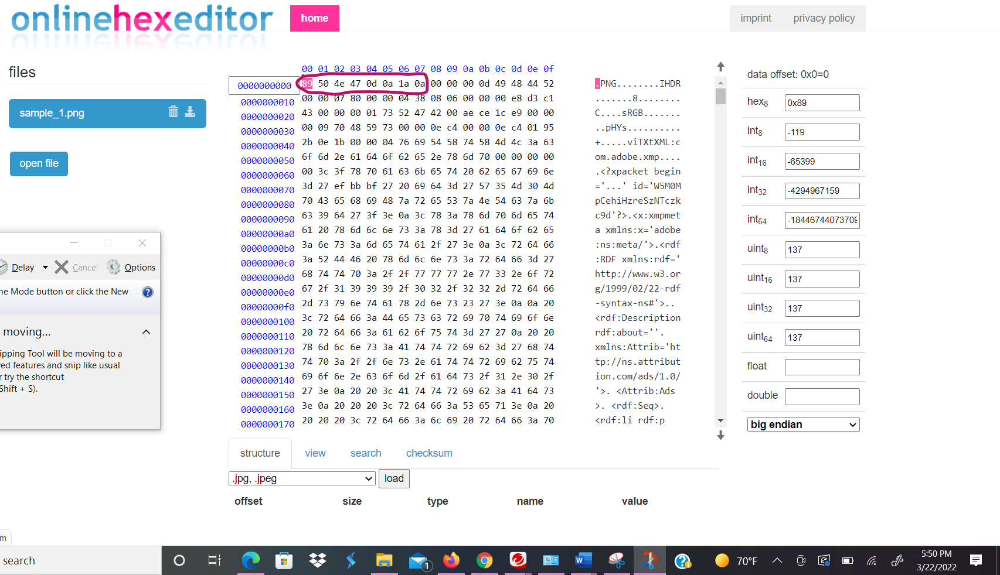 onlinehexeditor
home
imprint
privacy policy
files
sample_1.png
open file
00 01 02 03 04 05 06 07 08 09 0a 0b 0c 0d 0e 0f
0000000000 89 50 4e 47 0d 0a 1a 0a 00 00 00 0d 49 48 44 52 .PNG........IHDR
0000000010 00 00 07 80 00 00 04 38 08 06 00 00 00 e8 d3 c1 .......8........
0000000020 43 00 00 00 01 73 52 47 42 00 ae ce 1c e9 00 00 C....sRGB.......
0000000030 00 09 70 48 59 73 00 00 0e c4 00 00 0e c4 01 95 ..pHYs..........
0000000040 2b 0e 1b 00 00 04 76 69 54 58 74 58 4d 4c 3a 63 +.....viTXtXML:c
0000000050 6f 6d 2e 61 64 6f 62 65 2e 78 6d 70 00 00 00 00 om.adobe.xmp....
0000000060 00 3c 3f 78 70 61 63 6b 65 74 20 62 65 67 69 6e .<?xpacket begin
0000000070 3d 27 ef bb bf 27 20 69 64 3d 27 57 35 4d 30 4d ='...' id='W5M0M
0000000080 70 43 65 68 69 48 7a 72 65 53 7a 4e 54 63 7a 6b pCehiHzreSzNTczk
0000000090 63 39 64 27 3f 3e 0a 3c 78 3a 78 6d 70 6d 65 74 c9d'?>.<x:xmpmet
00000000a0 61 20 78 6d 6c 6e 73 3a 78 3d 27 61 64 6f 62 65 a xmlns:x='adobe
00000000b0 3a 6e 73 3a 6d 65 74 61 2f 27 3e 0a 3c 72 64 66 :ns:meta/'>.<rdf
00000000c0 3a 52 44 46 20 78 6d 6c 6e 73 3a 72 64 66 3d 27 :RDF xmlns:rdf='
00000000d0 68 74 74 70 3a 2f 2f 77 77 77 2e 77 33 2e 6f 72 http://www.w3.or
00000000e0 67 2f 31 39 39 39 2f 30 32 2f 32 32 2d 72 64 66 g/1999/02/22-rdf
00000000f0 2d 73 79 6e 74 61 78 2d 6e 73 23 27 3e 0a 0a 20 -syntax-ns#'>..
0000000100 3c 72 64 66 3a 44 65 73 63 72 69 70 74 69 6f 6e <rdf:Description
0000000110 20 72 64 66 3a 61 62 6f 75 74 3d 27 27 0a 20 20 rdf:about=''.
0000000120 78 6d 6c 6e 73 3a 41 74 74 72 69 62 3d 27 68 74 xmlns:Attrib='ht
0000000130 74 70 3a 2f 2f 6e 73 2e 61 74 74 72 69 62 75 74 tp://ns.attribut
0000000140 69 6f 6e 2e 63 6f 6d 2f 61 64 73 2f 31 2e 30 2f ion.com/ads/1.0/
0000000150 27 3e 0a 20 20 3c 41 74 74 72 69 62 3a 41 64 73 '>. <Attrib:Ads
0000000160 3e 0a 20 20 20 3c 72 64 66 3a 53 65 71 3e 0a 20 >. <rdf:Seq>.
0000000170 20 20 20 3c 72 64 66 3a 6c 69 20 72 64 66 3a 70 <rdf:li rdf:p
data offset: 0x0=0
hex8 0x89
int8 -119
int16 -65399
int32 -4294967159
int64 -1844674407370
uint8 137
uint16 137
uint32 137
uint64 137
float
double
big endian
Delay Cancel Options
ne Mode button or click the New
moving...
ipping Tool will be moving to a
ved features and snip like usual
r try the shortcut
Shift + S).
structure view search checksum
.jpg, .jpeg load
offset size type name value
m
search
1
70°F
5:50 PM
3/22/2022